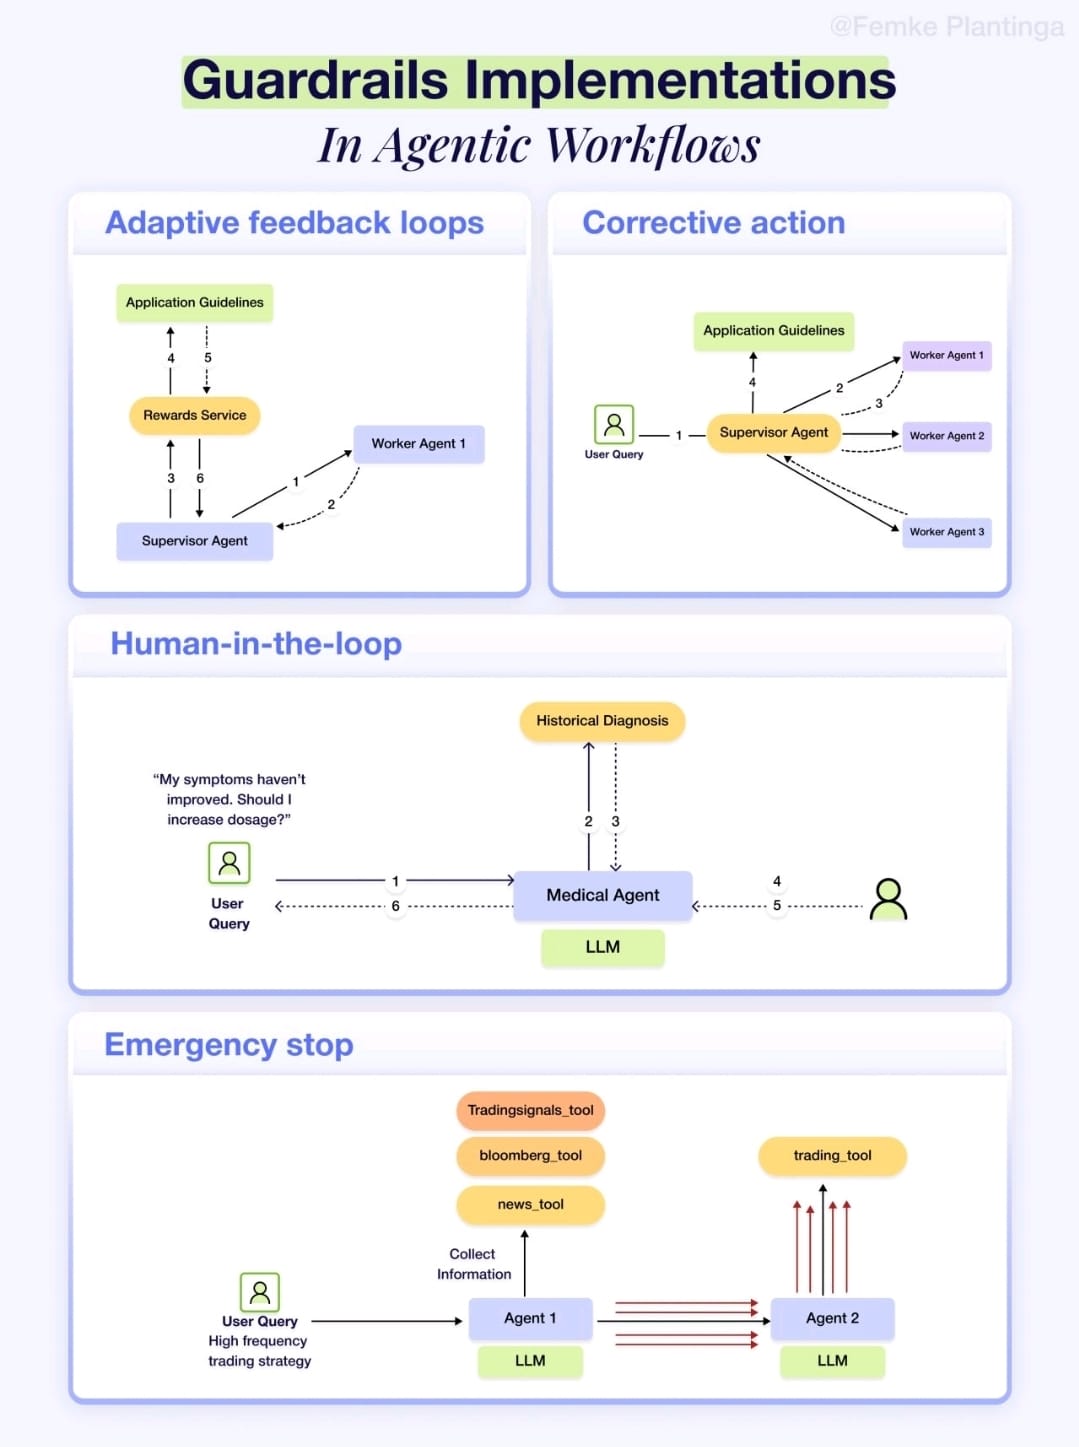 @Femke Plantinga
Guardrails Implementations
In Agentic Workflows
Adaptive feedback loops
Application Guidelines
4
5
Rewards Service
3
6
Supervisor Agent
1
2
Worker Agent 1
Corrective action
Application Guidelines
4
User Query
1
Supervisor Agent
2
3
Worker Agent 1
Worker Agent 2
Worker Agent 3
Human-in-the-loop
Historical Diagnosis
“My symptoms haven’t
improved. Should I
increase dosage?”
User
Query
1
6
2
3
Medical Agent
LLM
4
5
Emergency stop
Tradingsignals_tool
bloomberg_tool
news_tool
Collect
Information
User Query
High frequency
trading strategy
Agent 1
LLM
trading_tool
Agent 2
LLM